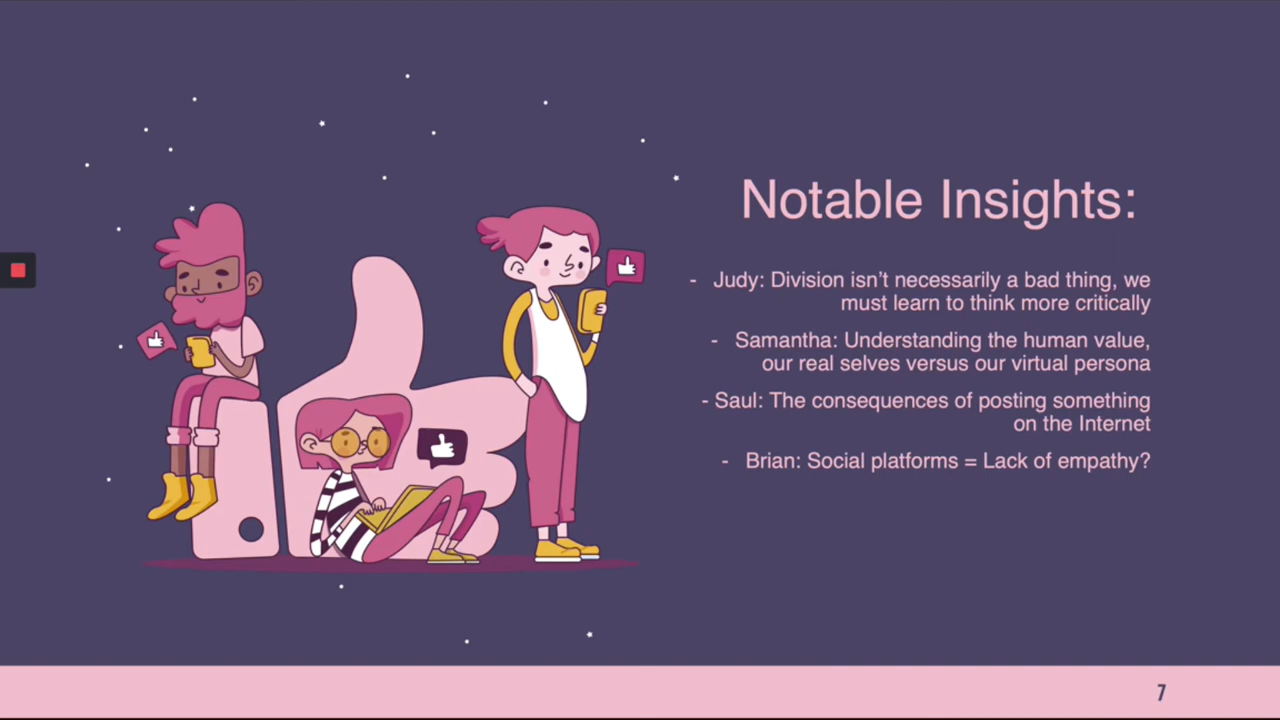 Notable Insights:
- Judy: Division isn't necessarily a bad thing, we
must learn to think more critically
- Samantha: Understanding the human value,
our real selves versus our virtual persona
- Saul: The consequences of posting something
on the Internet
- Brian: Social platforms = Lack of empathy?
7